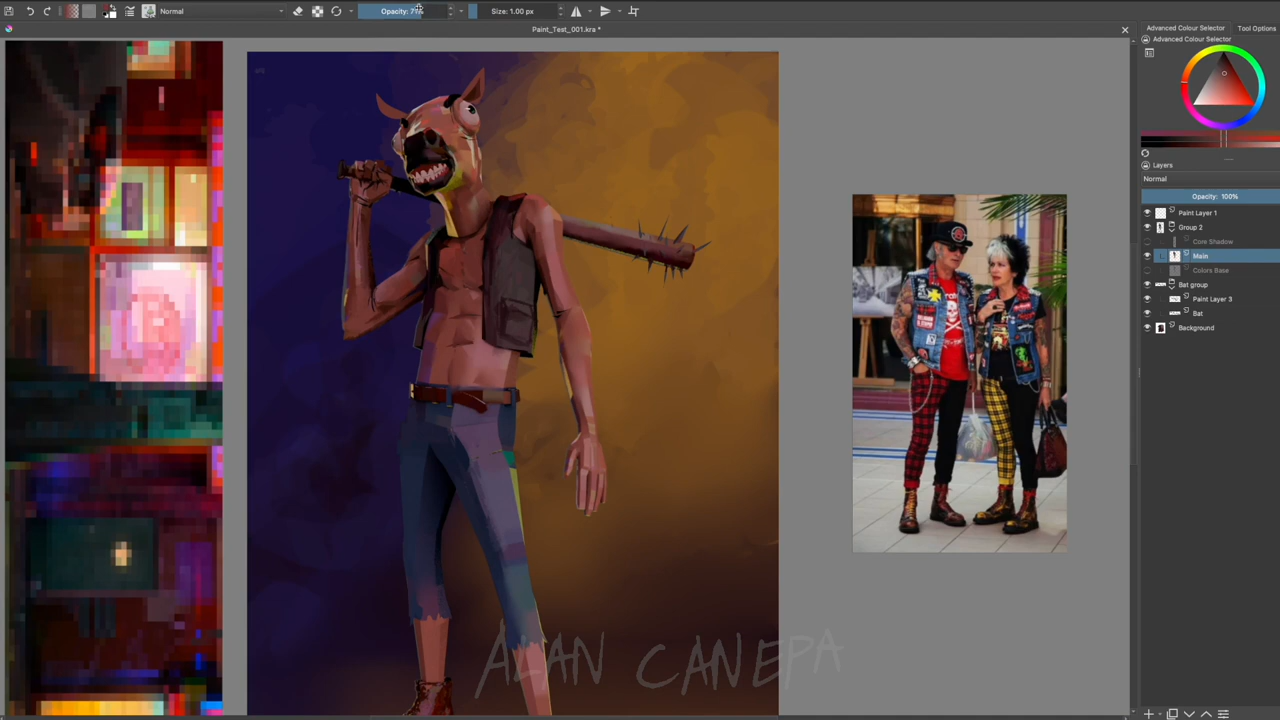 Normal
Opacity: 71%
Size: 1.00 px
Paint_Test_001.kra *
Advanced Colour Selector
Tool Options
Advanced Colour Selector
Layers
Normal
Opacity: 100%
Paint Layer 1
Group 2
Core Shadow
Main
Colors Base
Bat group
Paint Layer 3
Bat
Background
ALAN CANEPA